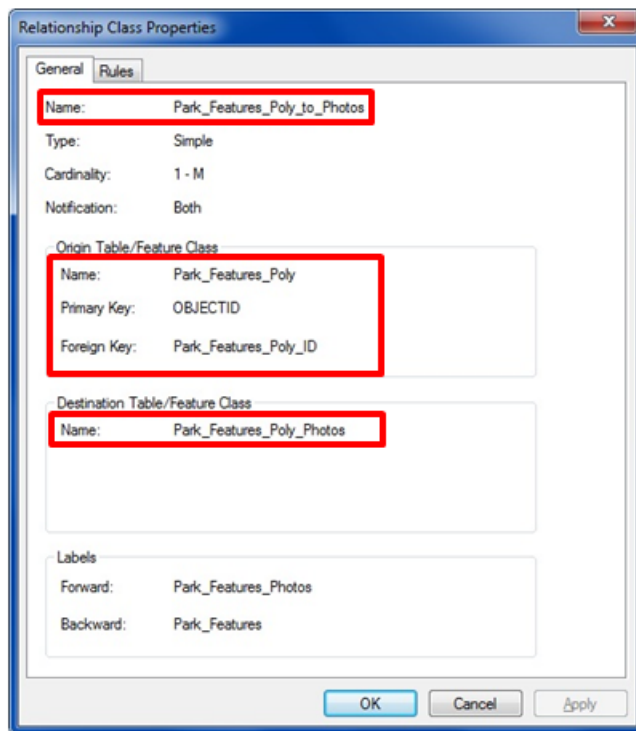 Relationship Class Properties
General Rules
Name: Park_Features_Poly_to_Photos
Type: Simple
Cardinality: 1 - M
Notification: Both
Origin Table/Feature Class
Name: Park_Features_Poly
Primary Key: OBJECTID
Foreign Key: Park_Features_Poly_ID
Destination Table/Feature Class
Name: Park_Features_Poly_Photos
Labels
Forward: Park_Features_Photos
Backward: Park_Features
OK Cancel Apply